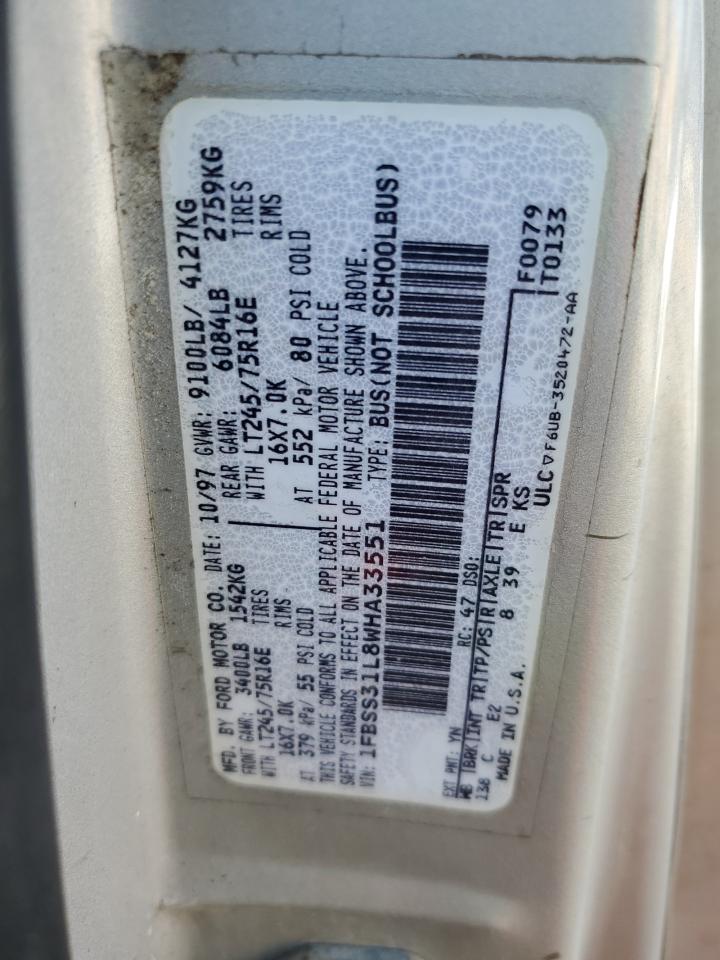 MFD. BY FORD MOTOR CO. DATE: 10/97 GVWR: 9100LB/ 4127KG
FRONT GAWR: 3400LB 1542KG REAR GAWR: 6084LB 2759KG
WITH LT245/75R16E TIRES WITH LT245/75R16E TIRES
16X7.0K RIMS 16X7.0K RIMS
AT 379 kPa/ 55 PSI COLD AT 552 kPa/ 80 PSI COLD
THIS VEHICLE CONFORMS TO ALL APPLICABLE FEDERAL MOTOR VEHICLE
SAFETY STANDARDS IN EFFECT ON THE DATE OF MANUFACTURE SHOWN ABOVE.
VIN: 1FBSS31L8WHA33551 TYPE: BUS(NOT SCHOOLBUS)
F0079
T0133
EXT PNT: YN RC: 47 DSO:
WB BRK INT TR TP/PS R AXLE TR SPR
138 C E2 8 39 E KS
MADE IN U.S.A. ULC F6UB-3520472-AA